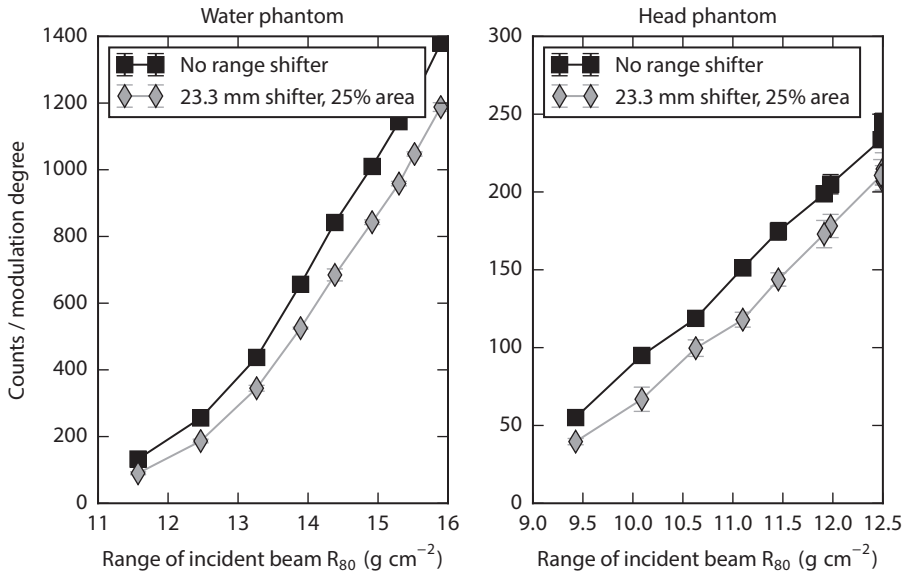 Water phantom
No range shifter
23.3 mm shifter, 25% area
1400
1200
1000
800
600
400
200
0
Counts / modulation degree
11 12 13 14 15 16
Range of incident beam R₈₀ (g cm⁻²)
Head phantom
No range shifter
23.3 mm shifter, 25% area
300
250
200
150
100
50
0
9.0 9.5 10.0 10.5 11.0 11.5 12.0 12.5
Range of incident beam R₈₀ (g cm⁻²)